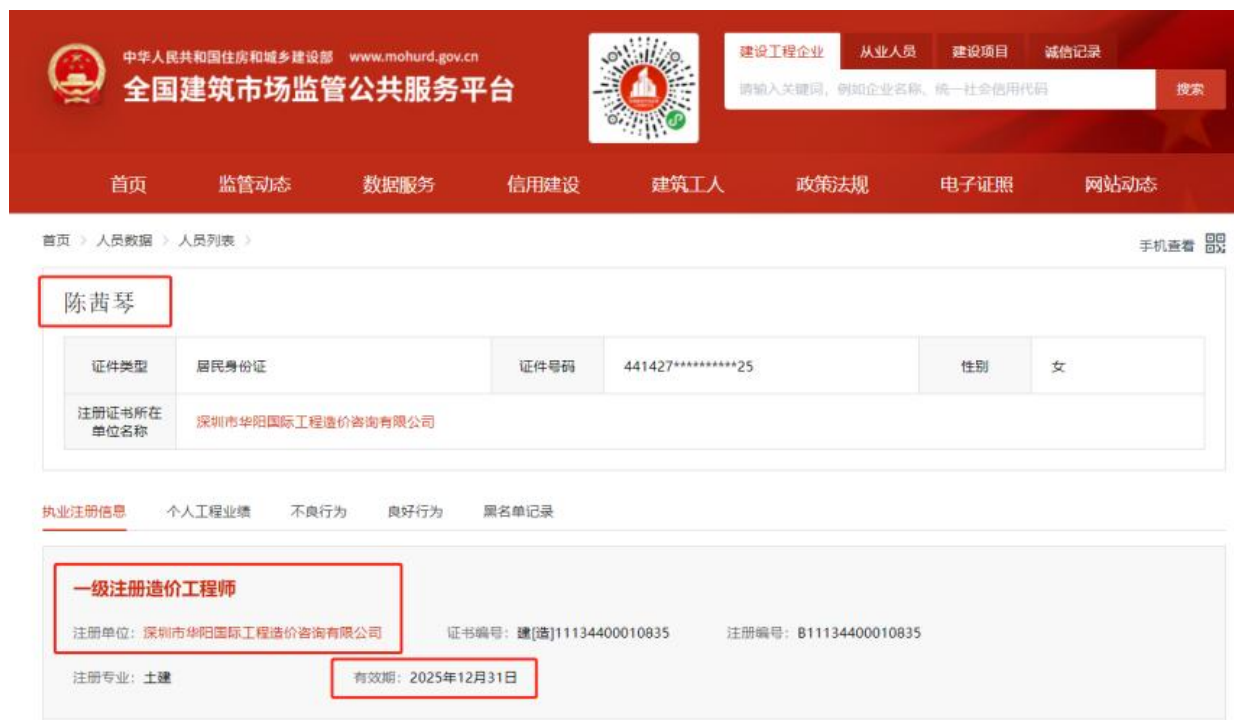 中华人民共和国住房和城乡建设部 www.mohurd.gov.cn
全国建筑市场监管公共服务平台
建设工程企业 从业人员 建设项目 诚信记录
请输入关键词，例如企业名称、统一社会信用代码 搜索
首页 监管动态 数据服务 信用建设 建筑工人 政策法规 电子证照 网站动态
首页 > 人员数据 > 人员列表 >
手机查看
陈茜琴
证件类型 居民身份证 证件号码 441427**********25 性别 女
注册证书所在
单位名称
深圳市华阳国际工程造价咨询有限公司
执业注册信息 个人工程业绩 不良行为 良好行为 黑名单记录
一级注册造价工程师
注册单位：深圳市华阳国际工程造价咨询有限公司 证书编号：建[造]11134400010835 注册编号：B11134400010835
注册专业：土建 有效期：2025年12月31日